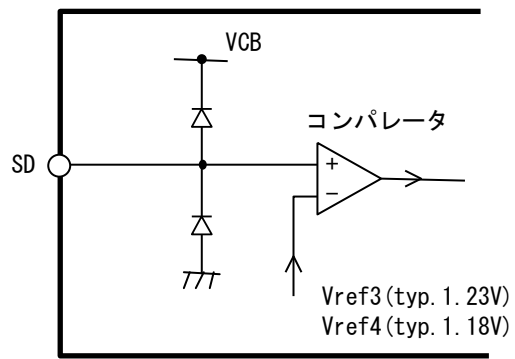 VCB
コンパレータ
SD
+
−
Vref3(typ.1.23V)
Vref4(typ.1.18V)